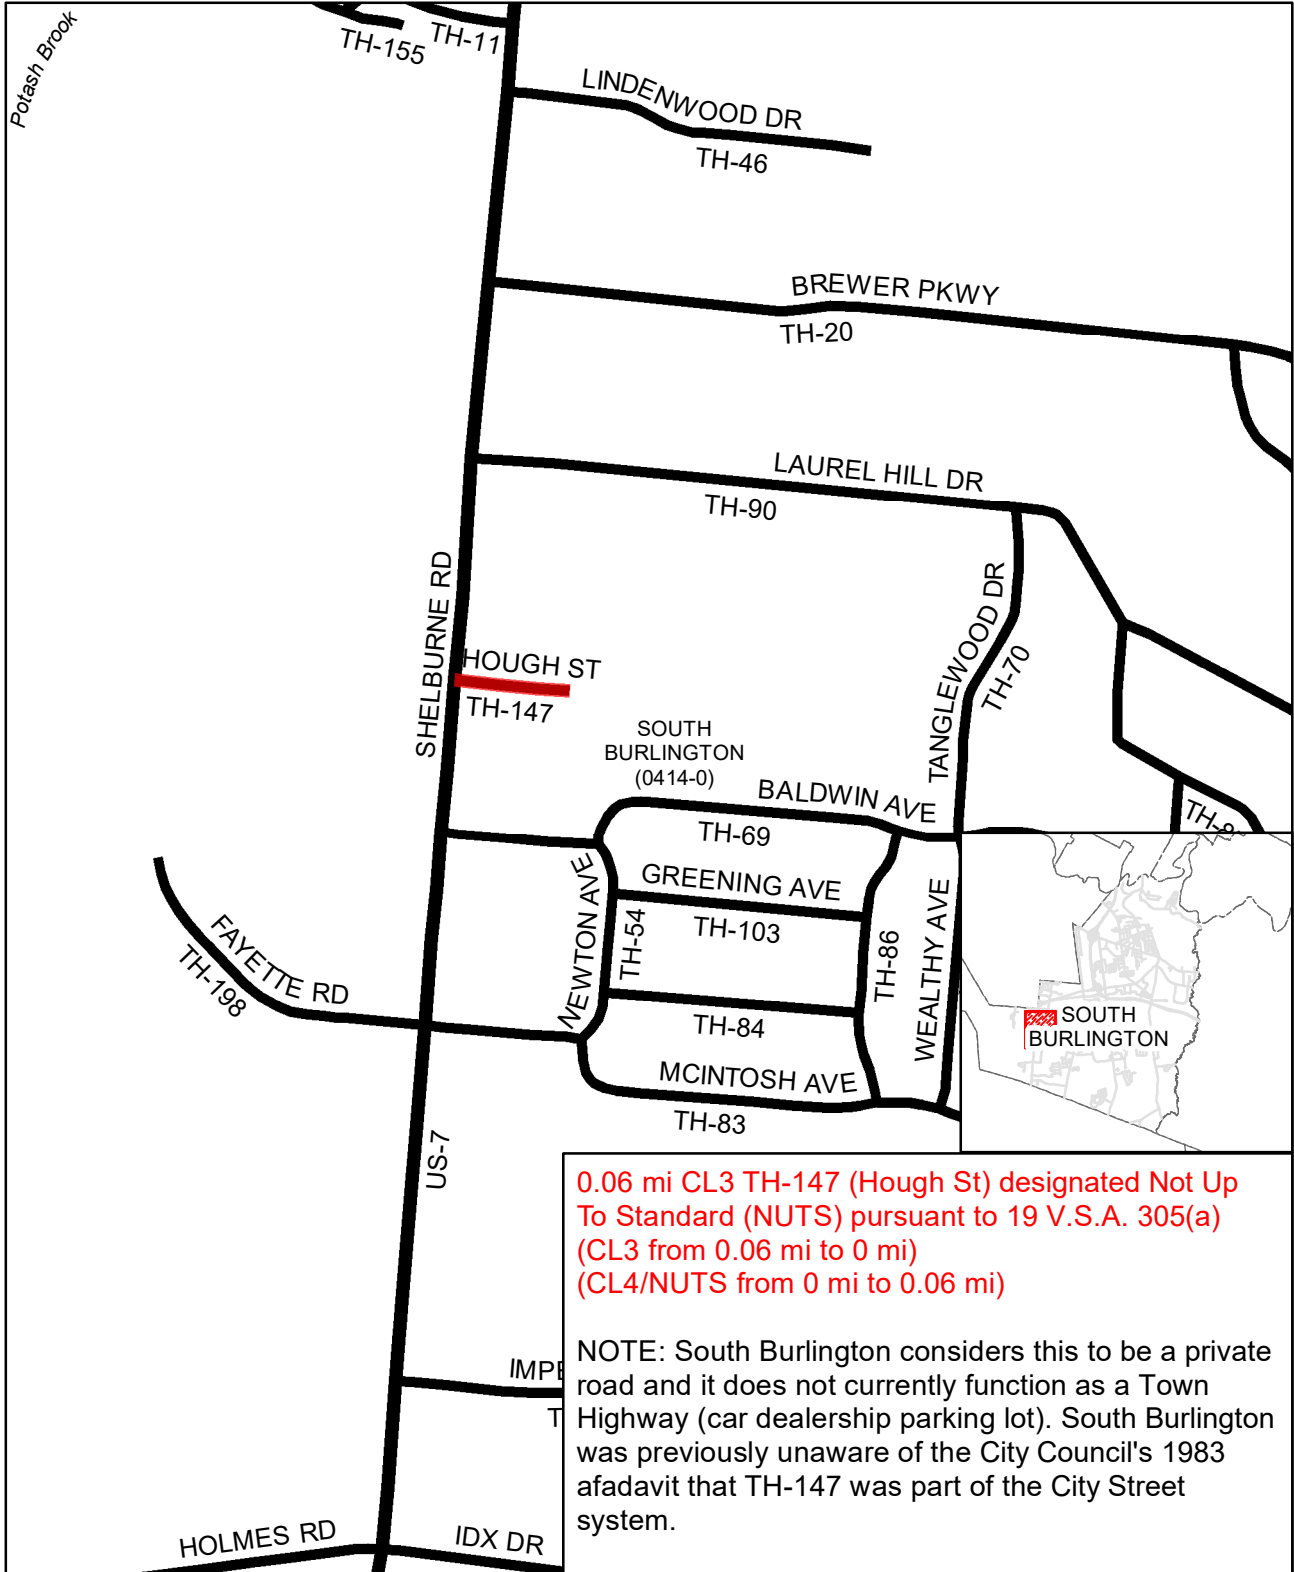 Potash Brook
TH-155
TH-11
LINDENWOOD DR
TH-46
BREWER PKWY
TH-20
LAUREL HILL DR
TH-90
SHELBURNE RD
HOUGH ST
TH-147
TANGLEWOOD DR
TH-70
SOUTH
BURLINGTON
(0414-0)
BALDWIN AVE
TH-69
GREENING AVE
TH-103
NEWTON AVE
TH-54
TH-86
WEALTHY AVE
FAYETTE RD
TH-198
TH-84
MCINTOSH AVE
TH-83
SOUTH
BURLINGTON
US-7
0.06 mi CL3 TH-147 (Hough St) designated Not Up
To Standard (NUTS) pursuant to 19 V.S.A. 305(a)
(CL3 from 0.06 mi to 0 mi)
(CL4/NUTS from 0 mi to 0.06 mi)
NOTE: South Burlington considers this to be a private
road and it does not currently function as a Town
Highway (car dealership parking lot). South Burlington
was previously unaware of the City Council's 1983
afadavit that TH-147 was part of the City Street
system.
IMPE
T
HOLMES RD
IDX DR